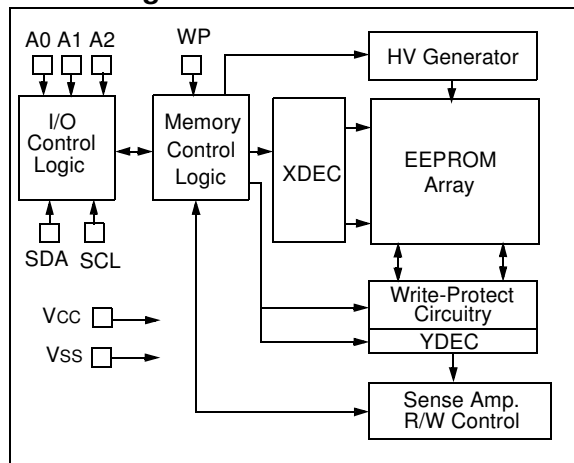 A0 A1 A2
WP
HV Generator
I/O
Control
Logic
Memory
Control
Logic
XDEC
EEPROM
Array
SDA
SCL
Write-Protect
Circuitry
YDEC
VCC
VSS
Sense Amp.
R/W Control